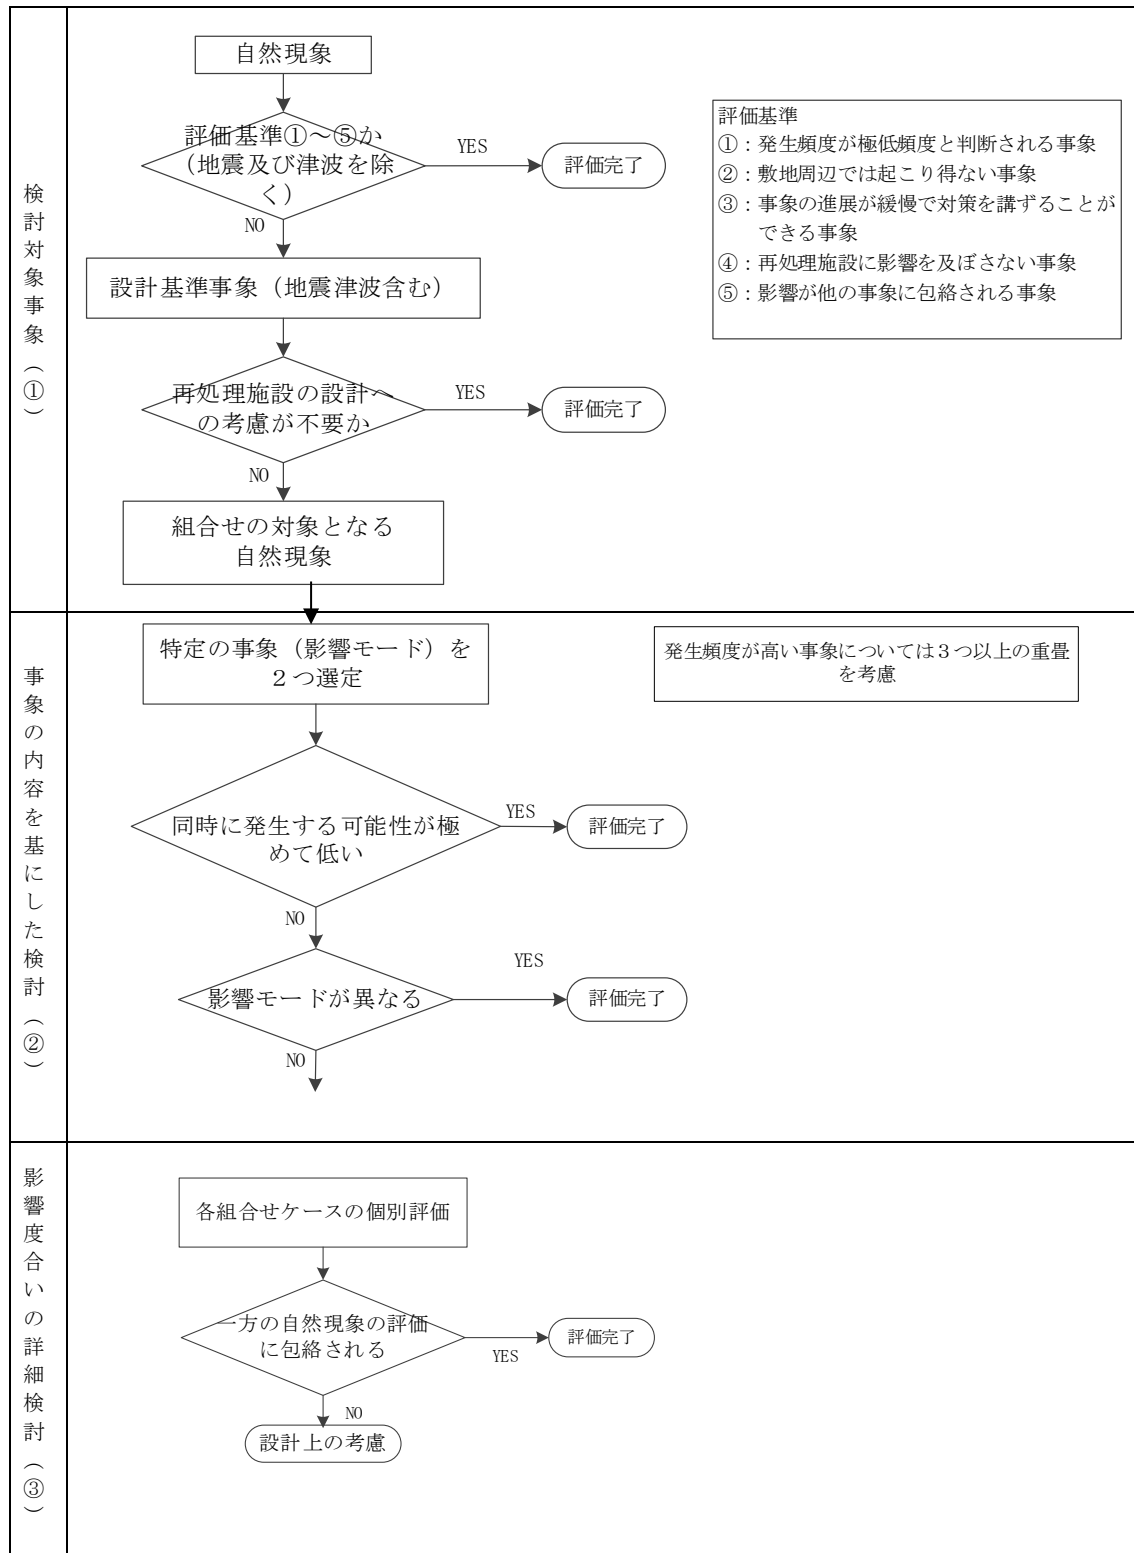 検討対象事象（①）
自然現象
評価基準①～⑤か
（地震及び津波を除
く）
YES
評価完了
NO
設計基準事象（地震津波含む）
再処理施設の設計へ
の考慮が不要か
YES
評価完了
NO
組合せの対象となる
自然現象
評価基準
①：発生頻度が極低頻度と判断される事象
②：敷地周辺では起こり得ない事象
③：事象の進展が緩慢で対策を講ずることが
できる事象
④：再処理施設に影響を及ぼさない事象
⑤：影響が他の事象に包絡される事象
事象の内容を基にした検討（②）
特定の事象（影響モード）を
２つ選定
発生頻度が高い事象については３つ以上の重畳
を考慮
同時に発生する可能性が極
めて低い
YES
評価完了
NO
影響モードが異なる
YES
評価完了
NO
影響度合いの詳細検討（③）
各組合せケースの個別評価
一方の自然現象の評価
に包絡される
YES
評価完了
NO
設計上の考慮